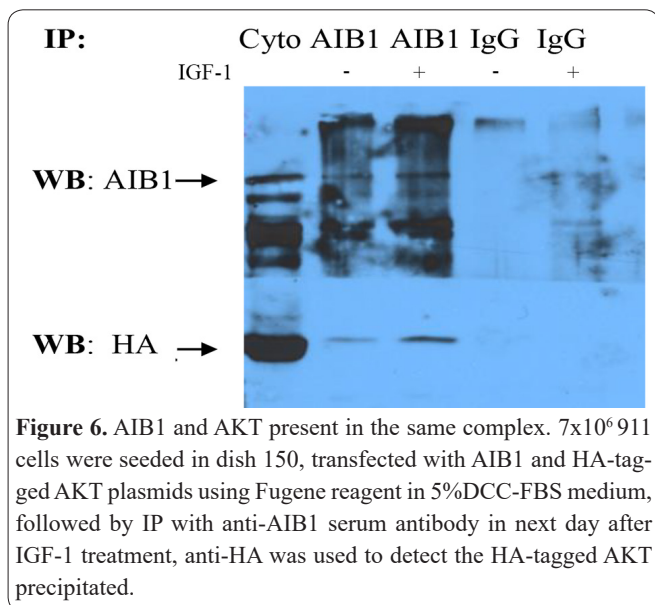 IP: Cyto AIB1 AIB1 IgG IgG
IGF-1 - + - +
WB: AIB1
WB: HA
Figure 6. AIB1 and AKT present in the same complex. 7x10⁶ 911
cells were seeded in dish 150, transfected with AIB1 and HA-tag-
ged AKT plasmids using Fugene reagent in 5%DCC-FBS medium,
followed by IP with anti-AIB1 serum antibody in next day after
IGF-1 treatment, anti-HA was used to detect the HA-tagged AKT
precipitated.